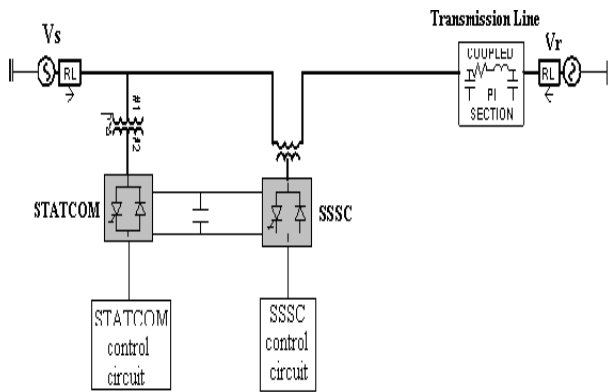 Transmission Line
Vs
Vr
RL
COUPLED
PI
SECTION
RL
#1
#2
STATCOM
SSSC
STATCOM
control
circuit
SSSC
control
circuit